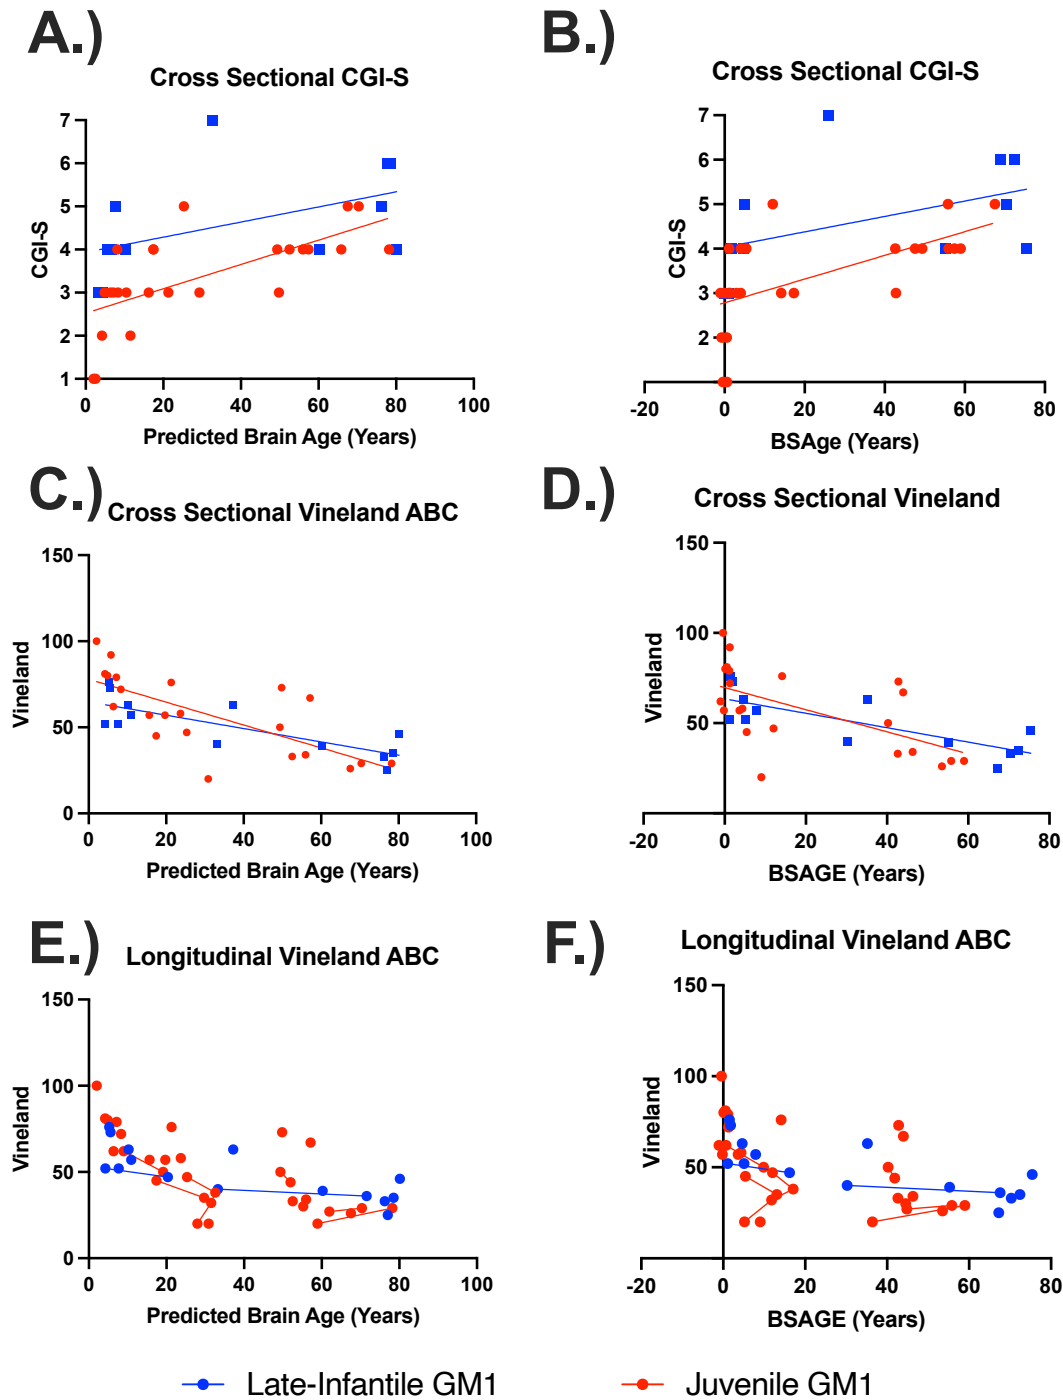 A.)
Cross Sectional CGI-S
7
6
5
4
3
2
1
CGI-S
0 20 40 60 80 100
Predicted Brain Age (Years)
B.)
Cross Sectional CGI-S
7
6
5
4
3
2
1
CGI-S
-20 0 20 40 60 80
BSAge (Years)
C.)
Cross Sectional Vineland ABC
150
100
50
0
Vineland
0 20 40 60 80 100
Predicted Brain Age (Years)
D.)
Cross Sectional Vineland
150
100
50
Vineland
-20 0 20 40 60 80
BSAGE (Years)
E.)
Longitudinal Vineland ABC
150
100
50
0
Vineland
0 20 40 60 80 100
Predicted Brain Age (Years)
F.)
Longitudinal Vineland ABC
150
100
50
Vineland
-20 0 20 40 60 80
BSAGE (Years)
Late-Infantile GM1
Juvenile GM1